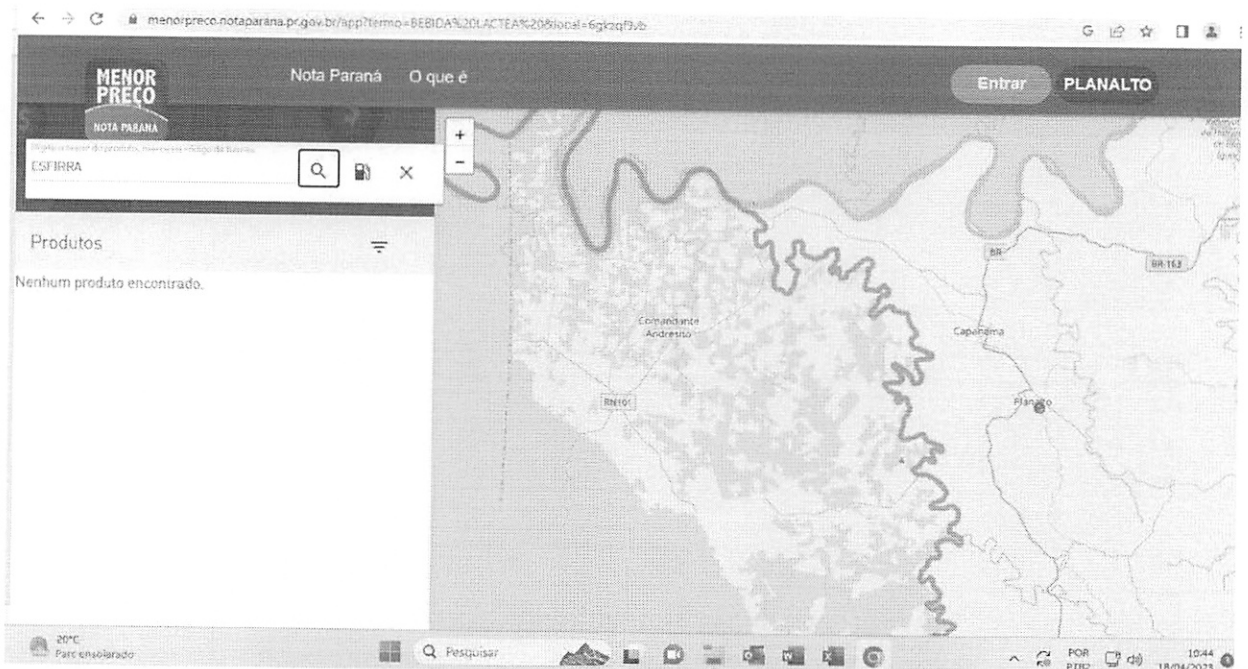 menorpreco.notaparana.pr.gov.br/app?termo=BEBIDA%20LACTEA%20&local=6gkzqf9vb
MENOR
PREÇO
NOTA PARANÁ
Nota Paraná O que é
Entrar PLANALTO
ESFIRRA
+
−
Produtos
Nenhum produto encontrado.
BR
BR-163
Comandante
Andresito
Capanema
RN101
Planalto
20°C
Parc ensolarado
Pesquisar
POR
PTB2
10:44